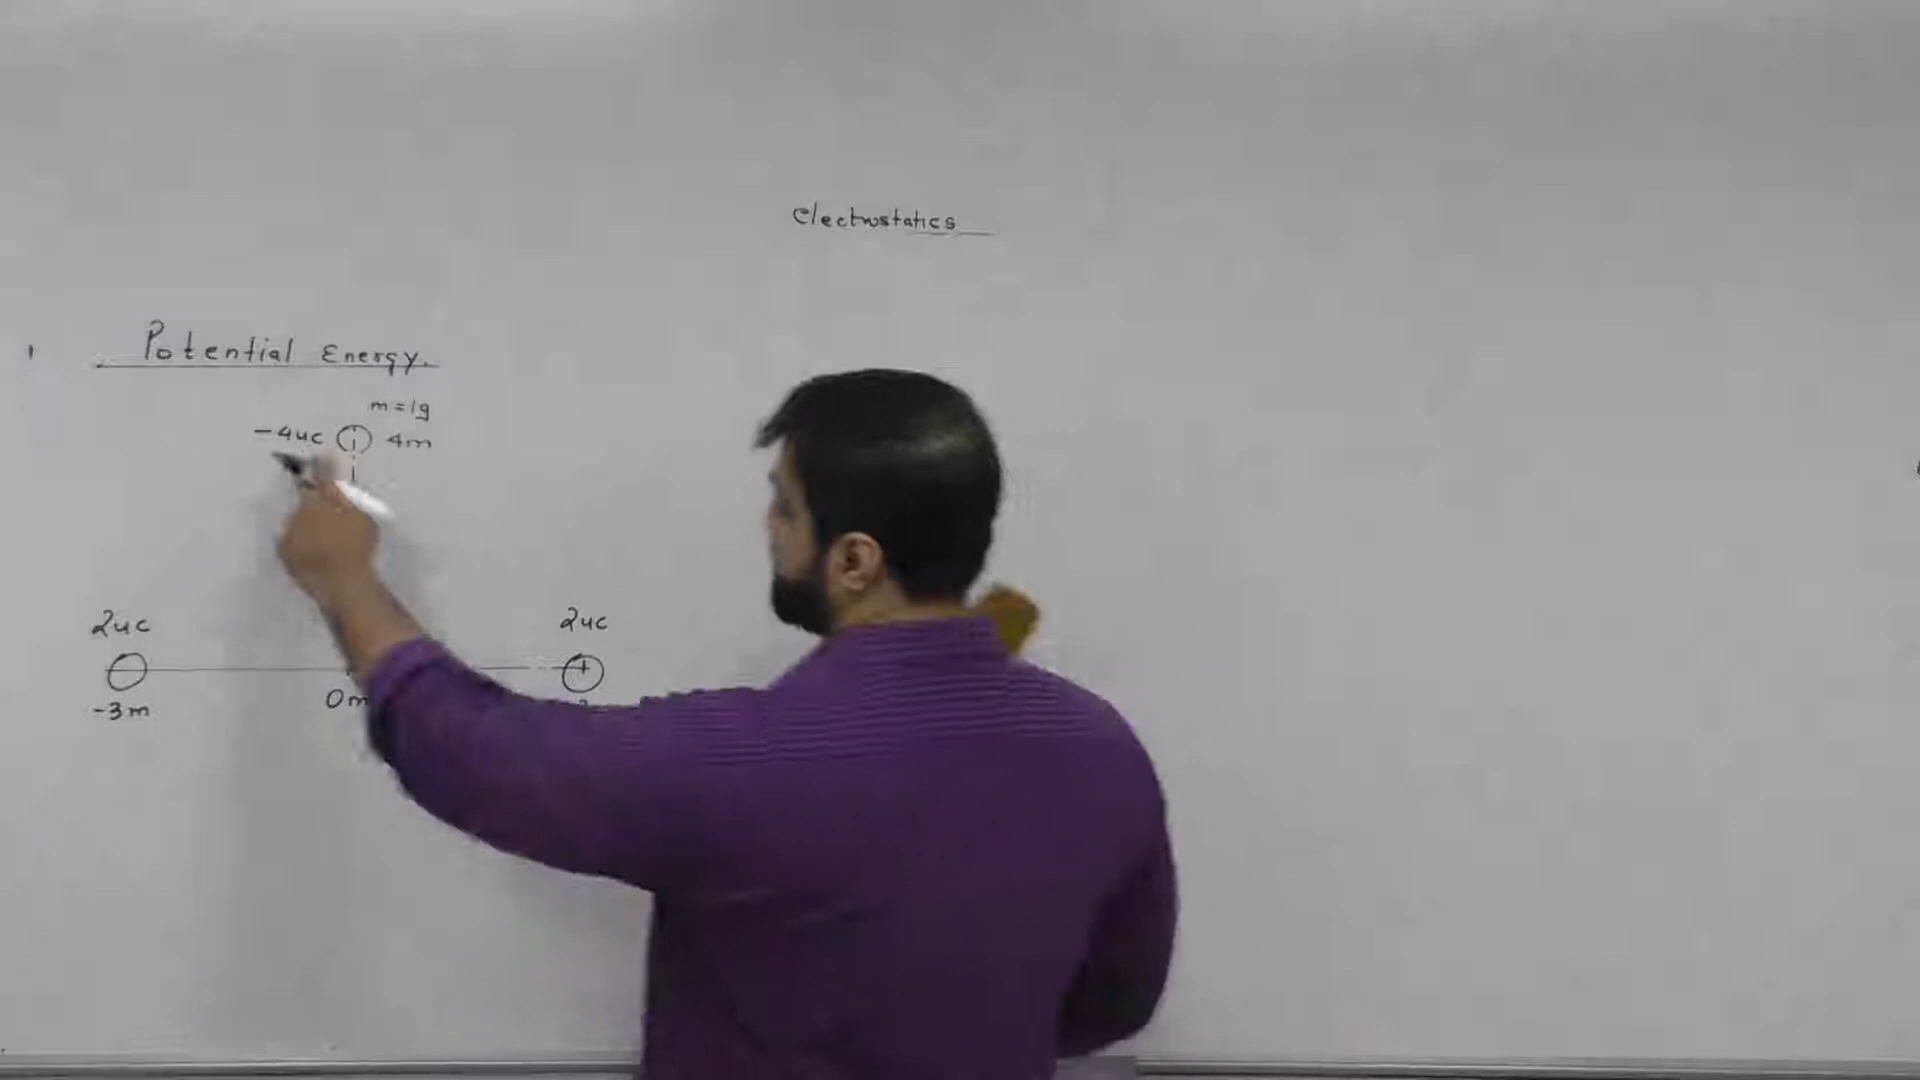 Electrostatics
Potential Energy.
m = 1g
-4uc 4m
2uc 2uc
-3m 0m